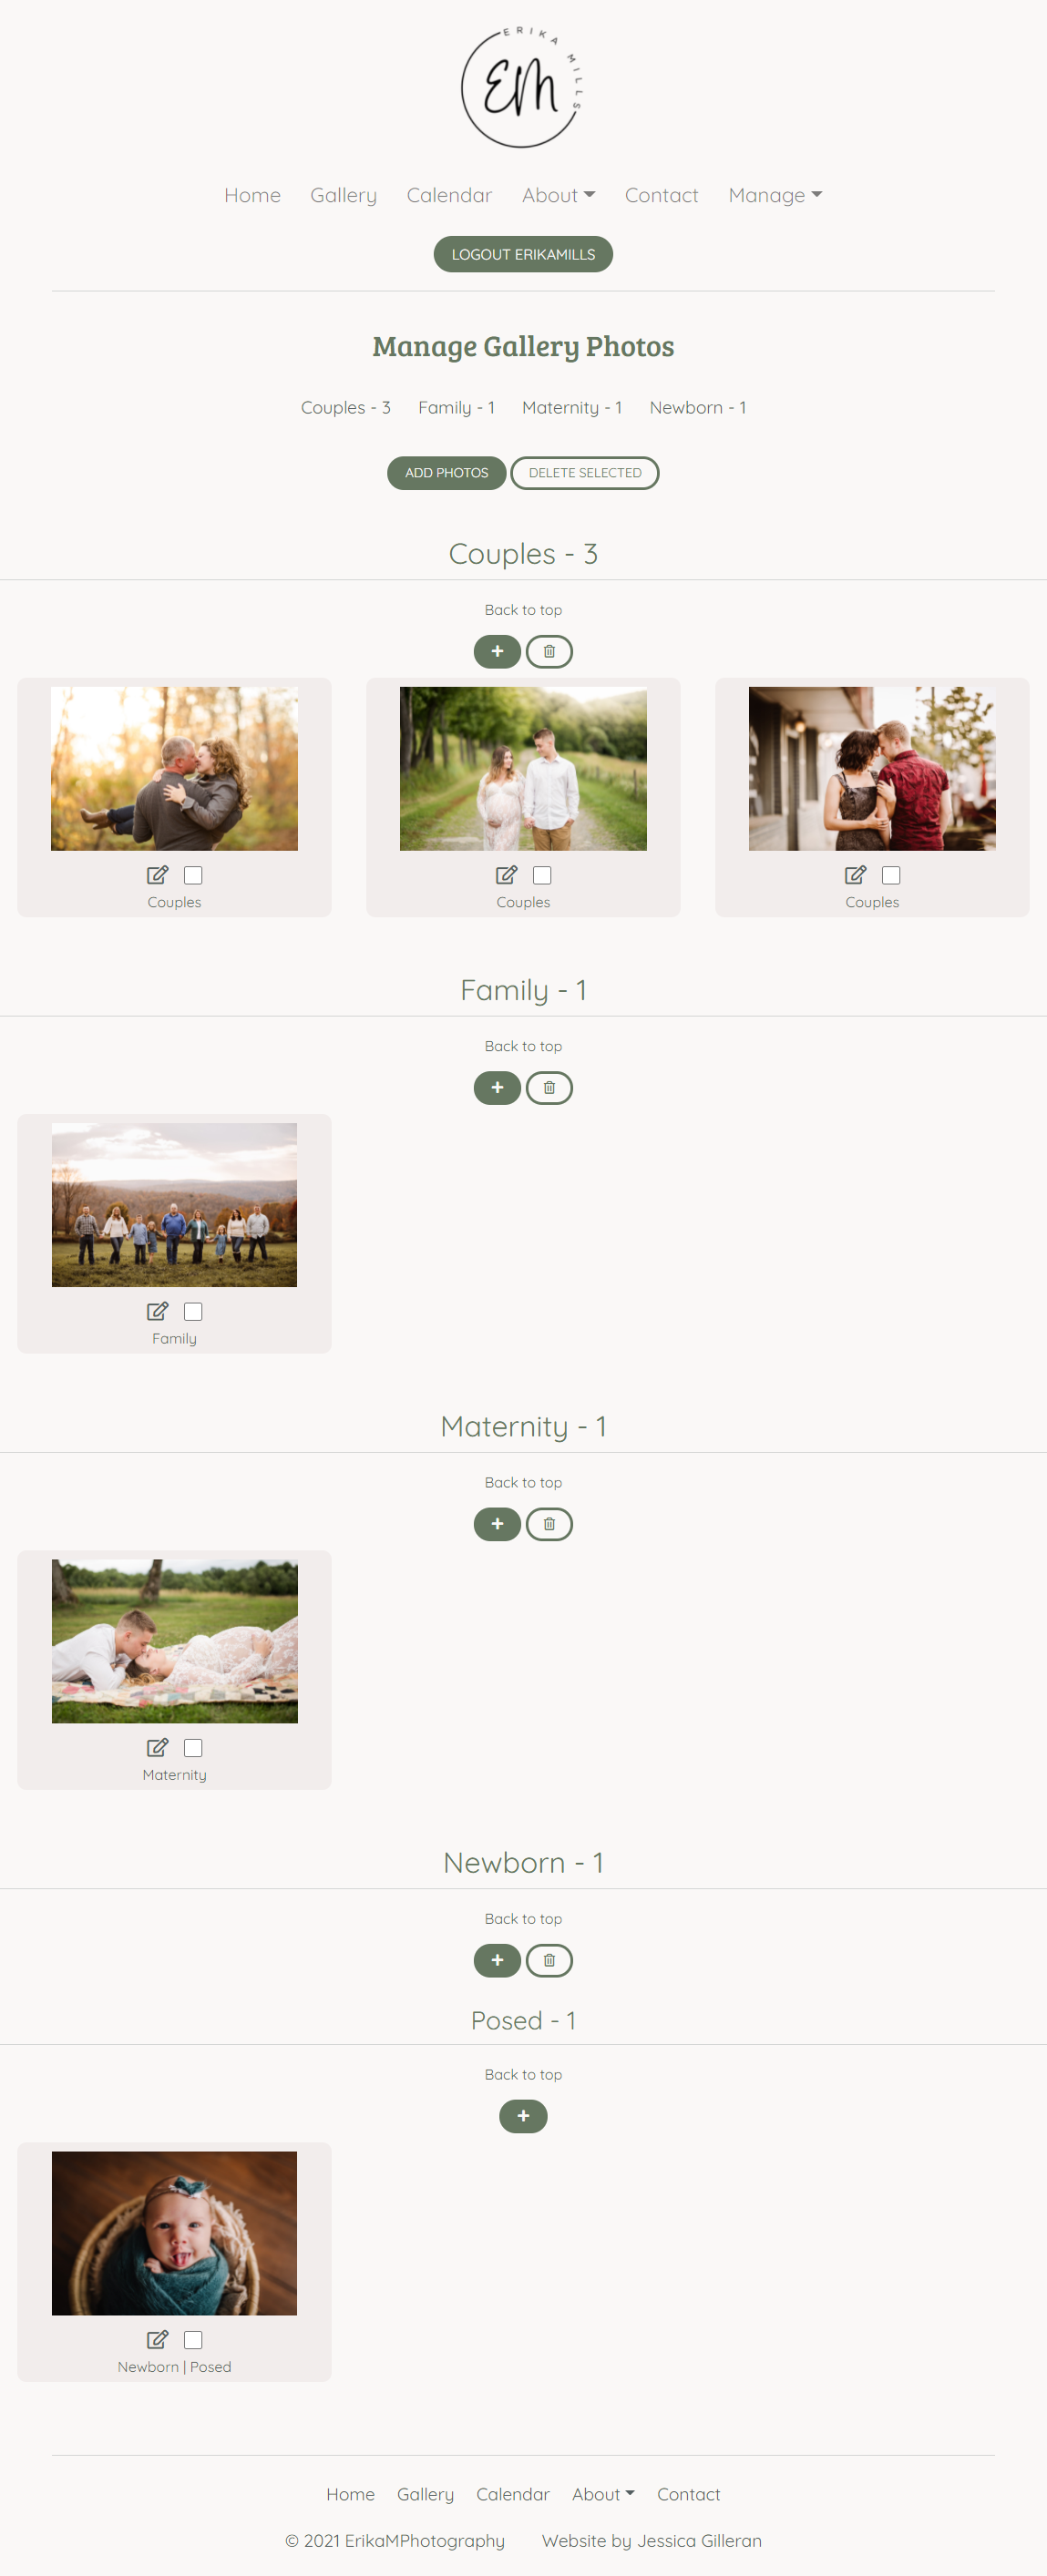 ERIKA MILLS
EM
Home Gallery Calendar About Contact Manage
LOGOUT ERIKAMILLS
Manage Gallery Photos
Couples - 3 Family - 1 Maternity - 1 Newborn - 1
ADD PHOTOS DELETE SELECTED
Couples - 3
Back to top
+
Couples Couples Couples
Family - 1
Back to top
+
Family
Maternity - 1
Back to top
+
Maternity
Newborn - 1
Back to top
+
Posed - 1
Back to top
+
Newborn | Posed
Home Gallery Calendar About Contact
© 2021 ErikaMPhotography Website by Jessica Gilleran